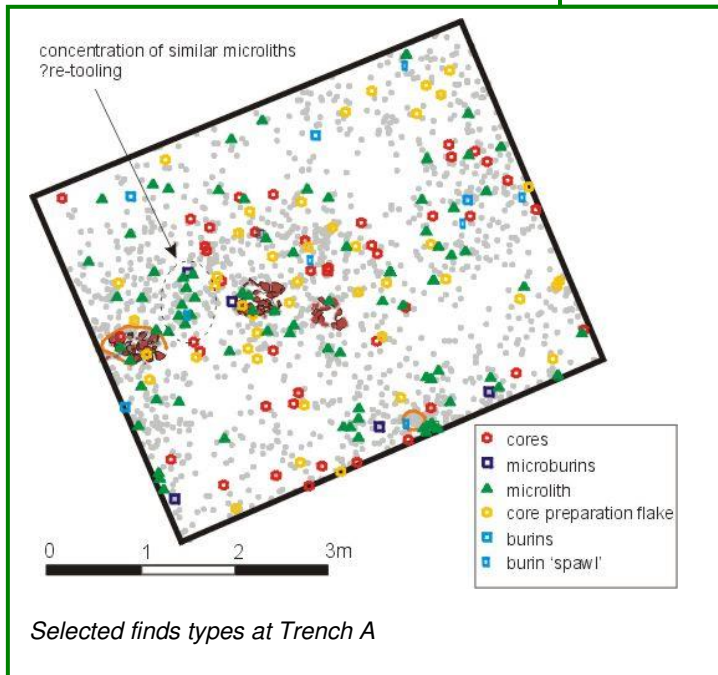 concentration of similar microliths
?re-tooling
cores
microburins
microlith
core preparation flake
burins
burin ‘spawl’
0 1 2 3m
Selected finds types at Trench A